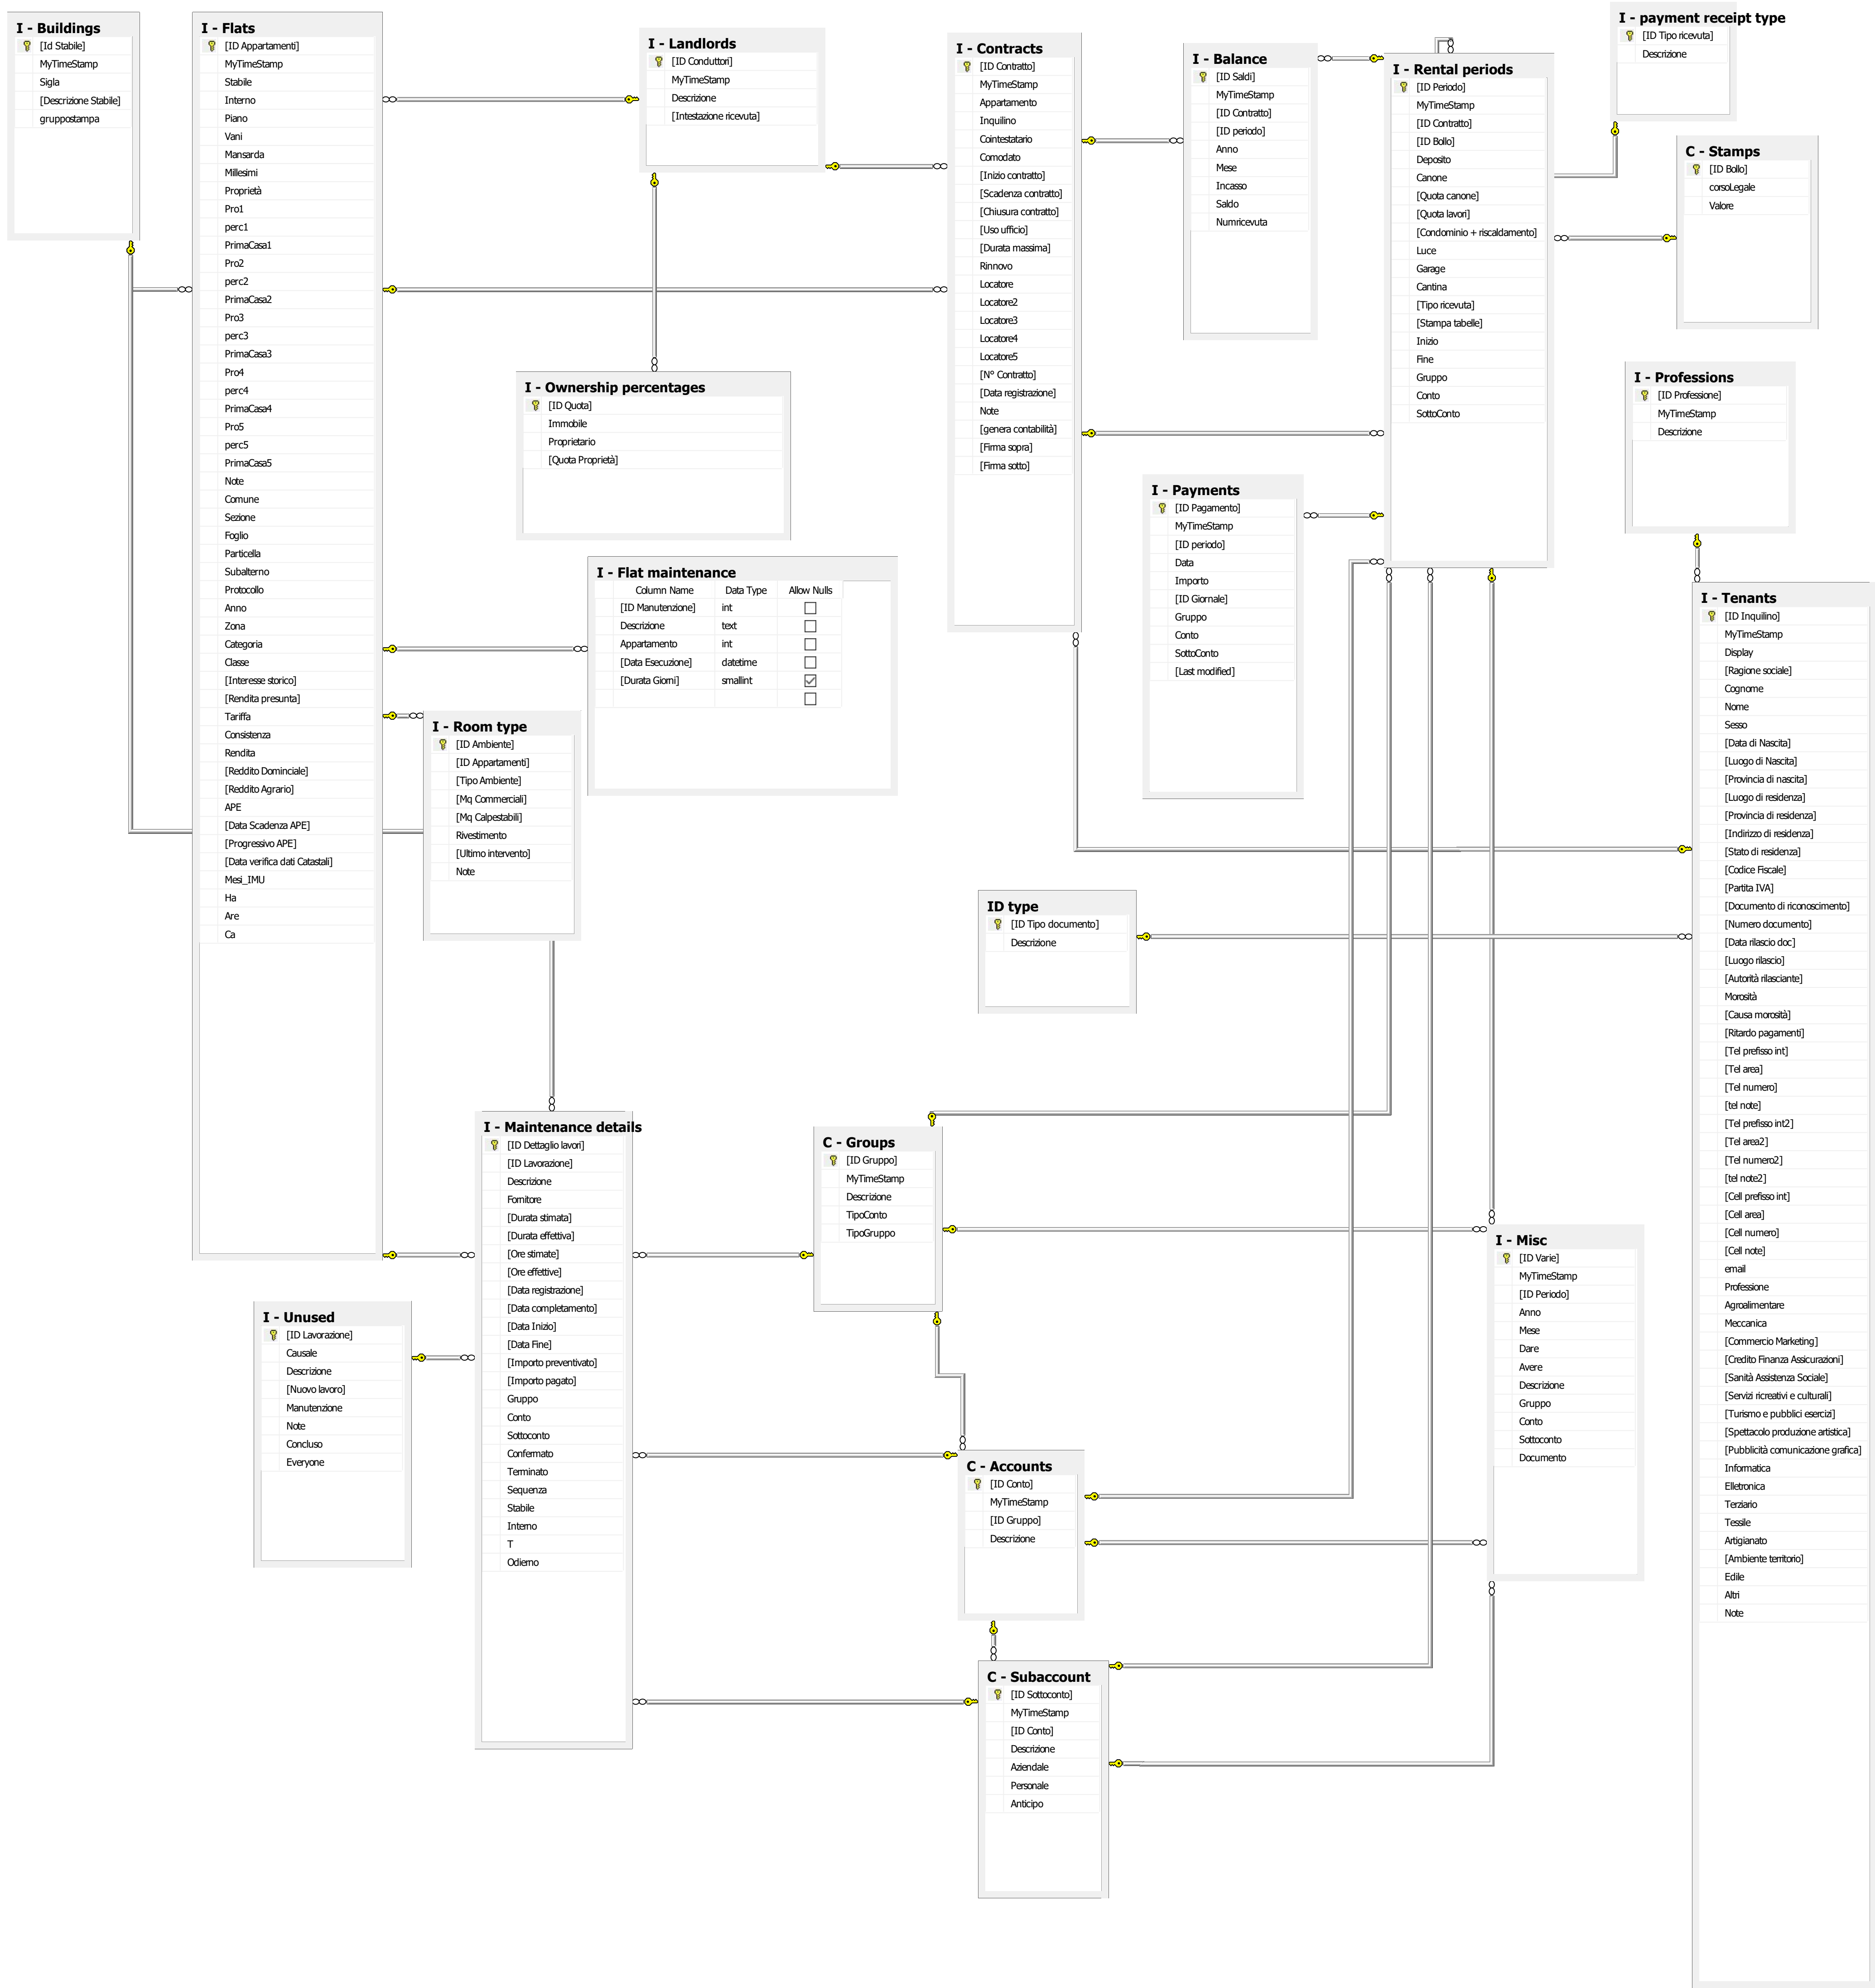 I - Buildings
[Id Stabile]
MyTimeStamp
Sigla
[Descrizione Stabile]
gruppostampa
I - Flats
[ID Appartamenti]
MyTimeStamp
Stabile
Interno
Piano
Vani
Mansarda
Millesimi
Proprietà
Pro1
perc1
PrimaCasa1
Pro2
perc2
PrimaCasa2
Pro3
perc3
PrimaCasa3
Pro4
perc4
PrimaCasa4
Pro5
perc5
PrimaCasa5
Note
Comune
Sezione
Foglio
Particella
Subalterno
Protocollo
Anno
Zona
Categoria
Classe
[Interesse storico]
[Rendita presunta]
Tariffa
Consistenza
Rendita
[Reddito Dominciale]
[Reddito Agrario]
APE
[Data Scadenza APE]
[Progressivo APE]
[Data verifica dati Catastali]
Mesi_IMU
Ha
Are
Ca
I - Landlords
[ID Conduttori]
MyTimeStamp
Descrizione
[Intestazione ricevuta]
I - Contracts
[ID Contratto]
MyTimeStamp
Appartamento
Inquilino
Cointestatario
Comodato
[Inizio contratto]
[Scadenza contratto]
[Chiusura contratto]
[Uso ufficio]
[Durata massima]
Rinnovo
Locatore
Locatore2
Locatore3
Locatore4
Locatore5
[N° Contratto]
[Data registrazione]
Note
[genera contabilità]
[Firma sopra]
[Firma sotto]
I - Balance
[ID Saldi]
MyTimeStamp
[ID Contratto]
[ID periodo]
Anno
Mese
Incasso
Saldo
Numricevuta
I - Rental periods
[ID Periodo]
MyTimeStamp
[ID Contratto]
[ID Bollo]
Deposito
Canone
[Quota canone]
[Quota lavori]
[Condominio + riscaldamento]
Luce
Garage
Cantina
[Tipo ricevuta]
[Stampa tabelle]
Inizio
Fine
Gruppo
Conto
SottoConto
I - payment receipt type
[ID Tipo ricevuta]
Descrizione
C - Stamps
[ID Bollo]
corsoLegale
Valore
I - Professions
[ID Professione]
MyTimeStamp
Descrizione
I - Ownership percentages
[ID Quota]
Immobile
Proprietario
[Quota Proprietà]
I - Payments
[ID Pagamento]
MyTimeStamp
[ID periodo]
Data
Importo
[ID Giornale]
Gruppo
Conto
SottoConto
[Last modified]
I - Flat maintenance
Column Name Data Type Allow Nulls
[ID Manutenzione] int
Descrizione text
Appartamento int
[Data Esecuzione] datetime
[Durata Giorni] smallint
I - Tenants
[ID Inquilino]
MyTimeStamp
Display
[Ragione sociale]
Cognome
Nome
Sesso
[Data di Nascita]
[Luogo di Nascita]
[Provincia di nascita]
[Luogo di residenza]
[Provincia di residenza]
[Indirizzo di residenza]
[Stato di residenza]
[Codice Fiscale]
[Partita IVA]
[Documento di riconoscimento]
[Numero documento]
[Data rilascio doc]
[Luogo rilascio]
[Autorità rilasciante]
Morosità
[Causa morosità]
[Ritardo pagamenti]
[Tel prefisso int]
[Tel area]
[Tel numero]
[tel note]
[Tel prefisso int2]
[Tel area2]
[Tel numero2]
[tel note2]
[Cell prefisso int]
[Cell area]
[Cell numero]
[Cell note]
email
Professione
Agroalimentare
Meccanica
[Commercio Marketing]
[Credito Finanza Assicurazioni]
[Sanità Assistenza Sociale]
[Servizi ricreativi e culturali]
[Turismo e pubblici esercizi]
[Spettacolo produzione artistica]
[Pubblicità comunicazione grafica]
Informatica
Elletronica
Terziario
Tessile
Artigianato
[Ambiente territorio]
Edile
Altri
Note
I - Room type
[ID Ambiente]
[ID Appartamenti]
[Tipo Ambiente]
[Mq Commerciali]
[Mq Calpestabili]
Rivestimento
[Ultimo intervento]
Note
ID type
[ID Tipo documento]
Descrizione
I - Maintenance details
[ID Dettaglio lavori]
[ID Lavorazione]
Descrizione
Fornitore
[Durata stimata]
[Durata effettiva]
[Ore stimate]
[Ore effettive]
[Data registrazione]
[Data completamento]
[Data Inizio]
[Data Fine]
[Importo preventivato]
[Importo pagato]
Gruppo
Conto
Sottoconto
Confermato
Terminato
Sequenza
Stabile
Interno
T
Odierno
C - Groups
[ID Gruppo]
MyTimeStamp
Descrizione
TipoConto
TipoGruppo
I - Misc
[ID Varie]
MyTimeStamp
[ID Periodo]
Anno
Mese
Dare
Avere
Descrizione
Gruppo
Conto
Sottoconto
Documento
I - Unused
[ID Lavorazione]
Causale
Descrizione
[Nuovo lavoro]
Manutenzione
Note
Concluso
Everyone
C - Accounts
[ID Conto]
MyTimeStamp
[ID Gruppo]
Descrizione
C - Subaccount
[ID Sottoconto]
MyTimeStamp
[ID Conto]
Descrizione
Aziendale
Personale
Anticipo